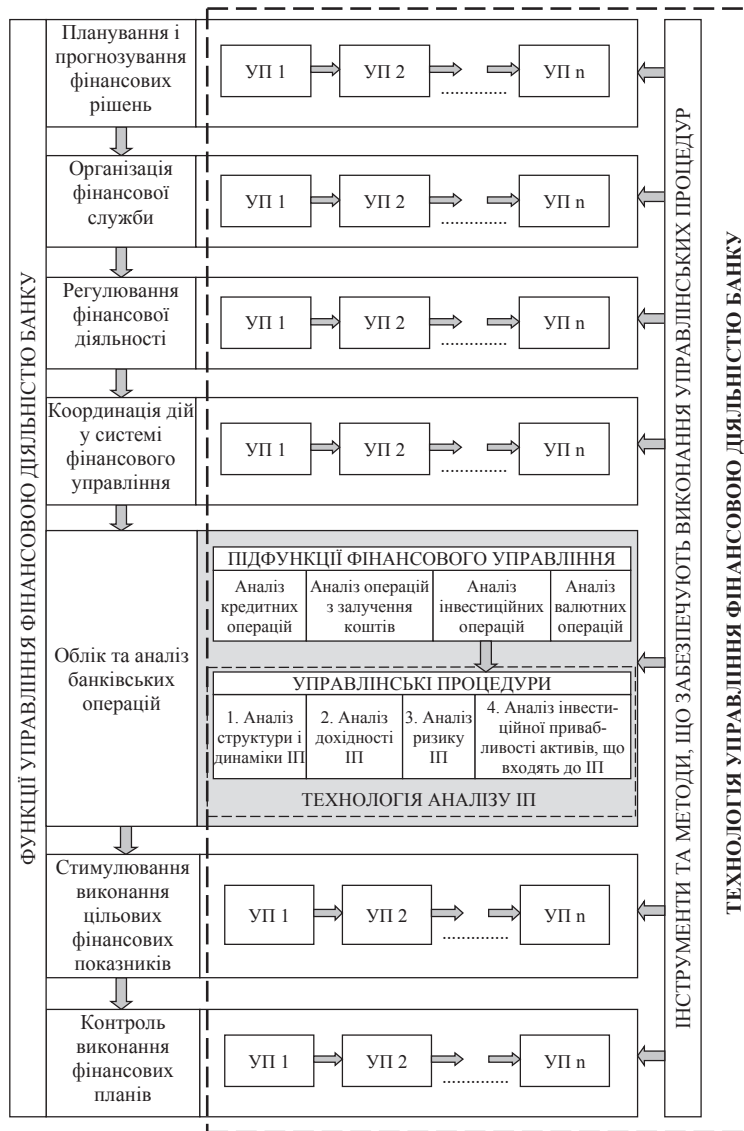 ФУНКЦІЇ УПРАВЛІННЯ ФІНАНСОВОЮ ДІЯЛЬНІСТЮ БАНКУ
Планування і
прогнозування
фінансових
рішень
УП 1
УП 2
..............
УП n
Організація
фінансової
служби
УП 1
УП 2
..............
УП n
Регулювання
фінансової
діяльності
УП 1
УП 2
..............
УП n
Координація дій
у системі
фінансового
управління
УП 1
УП 2
..............
УП n
Облік та аналіз
банківських
операцій
ПІДФУНКЦІЇ ФІНАНСОВОГО УПРАВЛІННЯ
Аналіз
кредитних
операцій
Аналіз операцій
з залучення
коштів
Аналіз
інвестиційних
операцій
Аналіз
валютних
операцій
УПРАВЛІНСЬКІ ПРОЦЕДУРИ
1. Аналіз
структури і
динаміки ІП
2. Аналіз
дохідності
ІП
3. Аналіз
ризику
ІП
4. Аналіз інвести-
ційної приваб-
ливості активів, що
входять до ІП
ТЕХНОЛОГІЯ АНАЛІЗУ ІП
Стимулювання
виконання
цільових
фінансових
показників
УП 1
УП 2
..............
УП n
Контроль
виконання
фінансових
планів
УП 1
УП 2
..............
УП n
ІНСТРУМЕНТИ ТА МЕТОДИ, ЩО ЗАБЕЗПЕЧУЮТЬ ВИКОНАННЯ УПРАВЛІНСЬКИХ ПРОЦЕДУР
ТЕХНОЛОГІЯ УПРАВЛІННЯ ФІНАНСОВОЮ ДІЯЛЬНІСТЮ БАНКУ